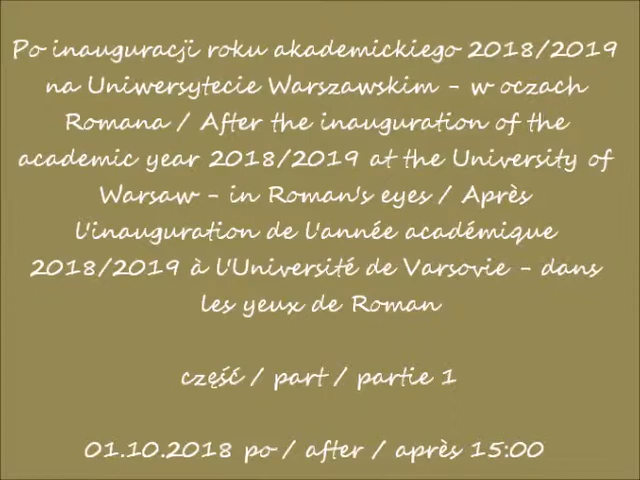 Po inauguracji roku akademickiego 2018/2019
na Uniwersytecie Warszawskim - w oczach
Romana / After the inauguration of the
academic year 2018/2019 at the University of
Warsaw - in Roman's eyes / Après
l'inauguration de l'année académique
2018/2019 à l'Université de Varsovie - dans
les yeux de Roman
część / part / partie 1
01.10.2018 po / after / après 15:00